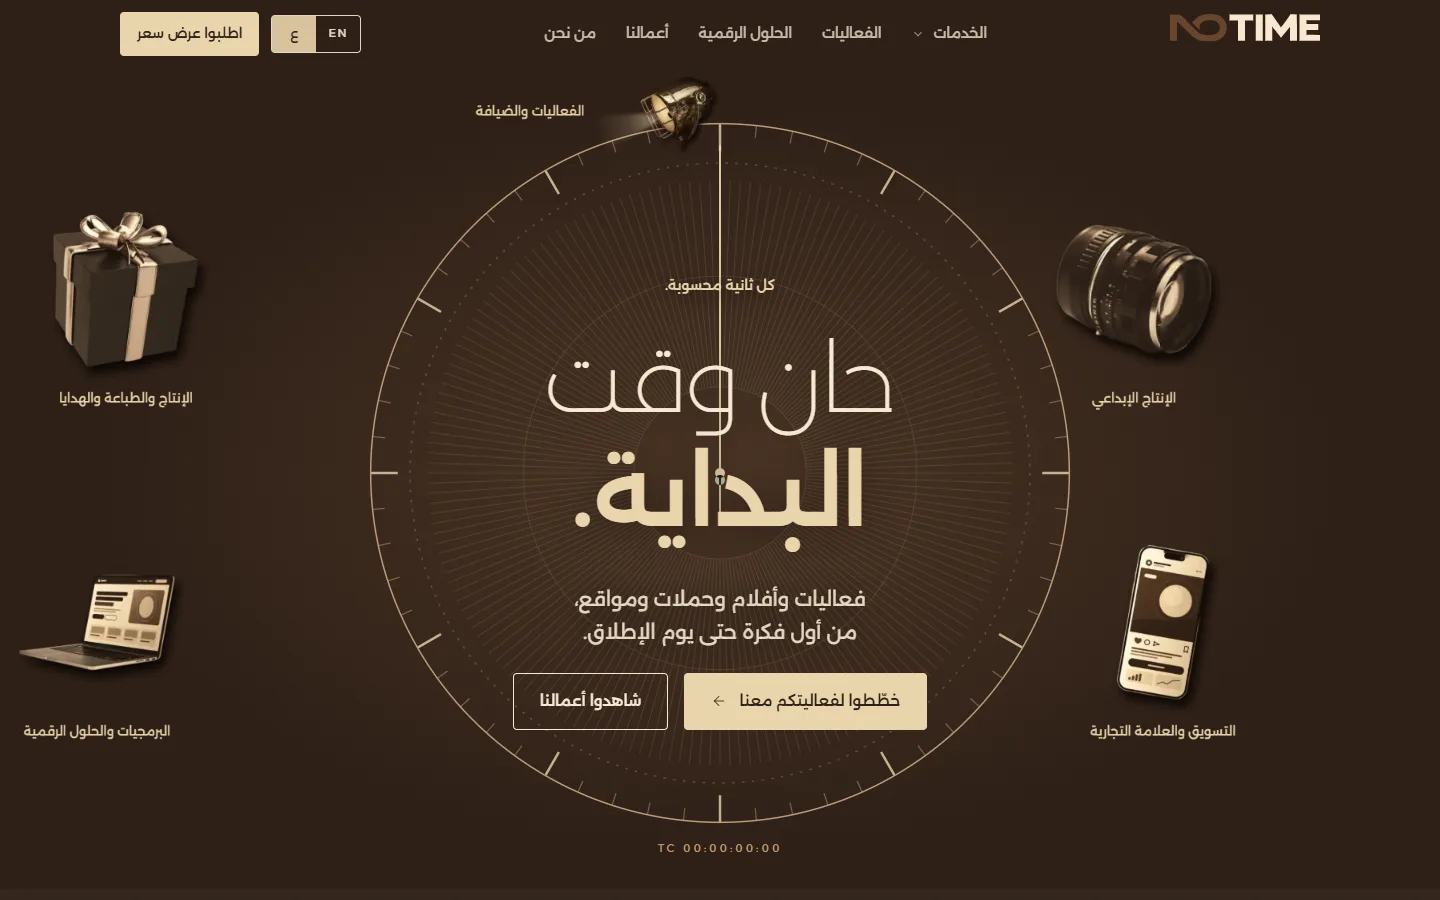 NOTIME
الخدمات
الفعاليات
الحلول الرقمية
أعمالنا
من نحن
EN
ع
اطلبوا عرض سعر
الفعاليات والضيافة
الإنتاج الإبداعي
الإنتاج والطباعة والهدايا
كل ثانية محسوبة.
حان وقت
البداية.
فعاليات وأفلام وحملات ومواقع،
من أول فكرة حتى يوم الإطلاق.
خطّطوا لفعاليتكم معنا ←
شاهدوا أعمالنا
التسويق والعلامة التجارية
البرمجيات والحلول الرقمية
TC 00:00:00:00